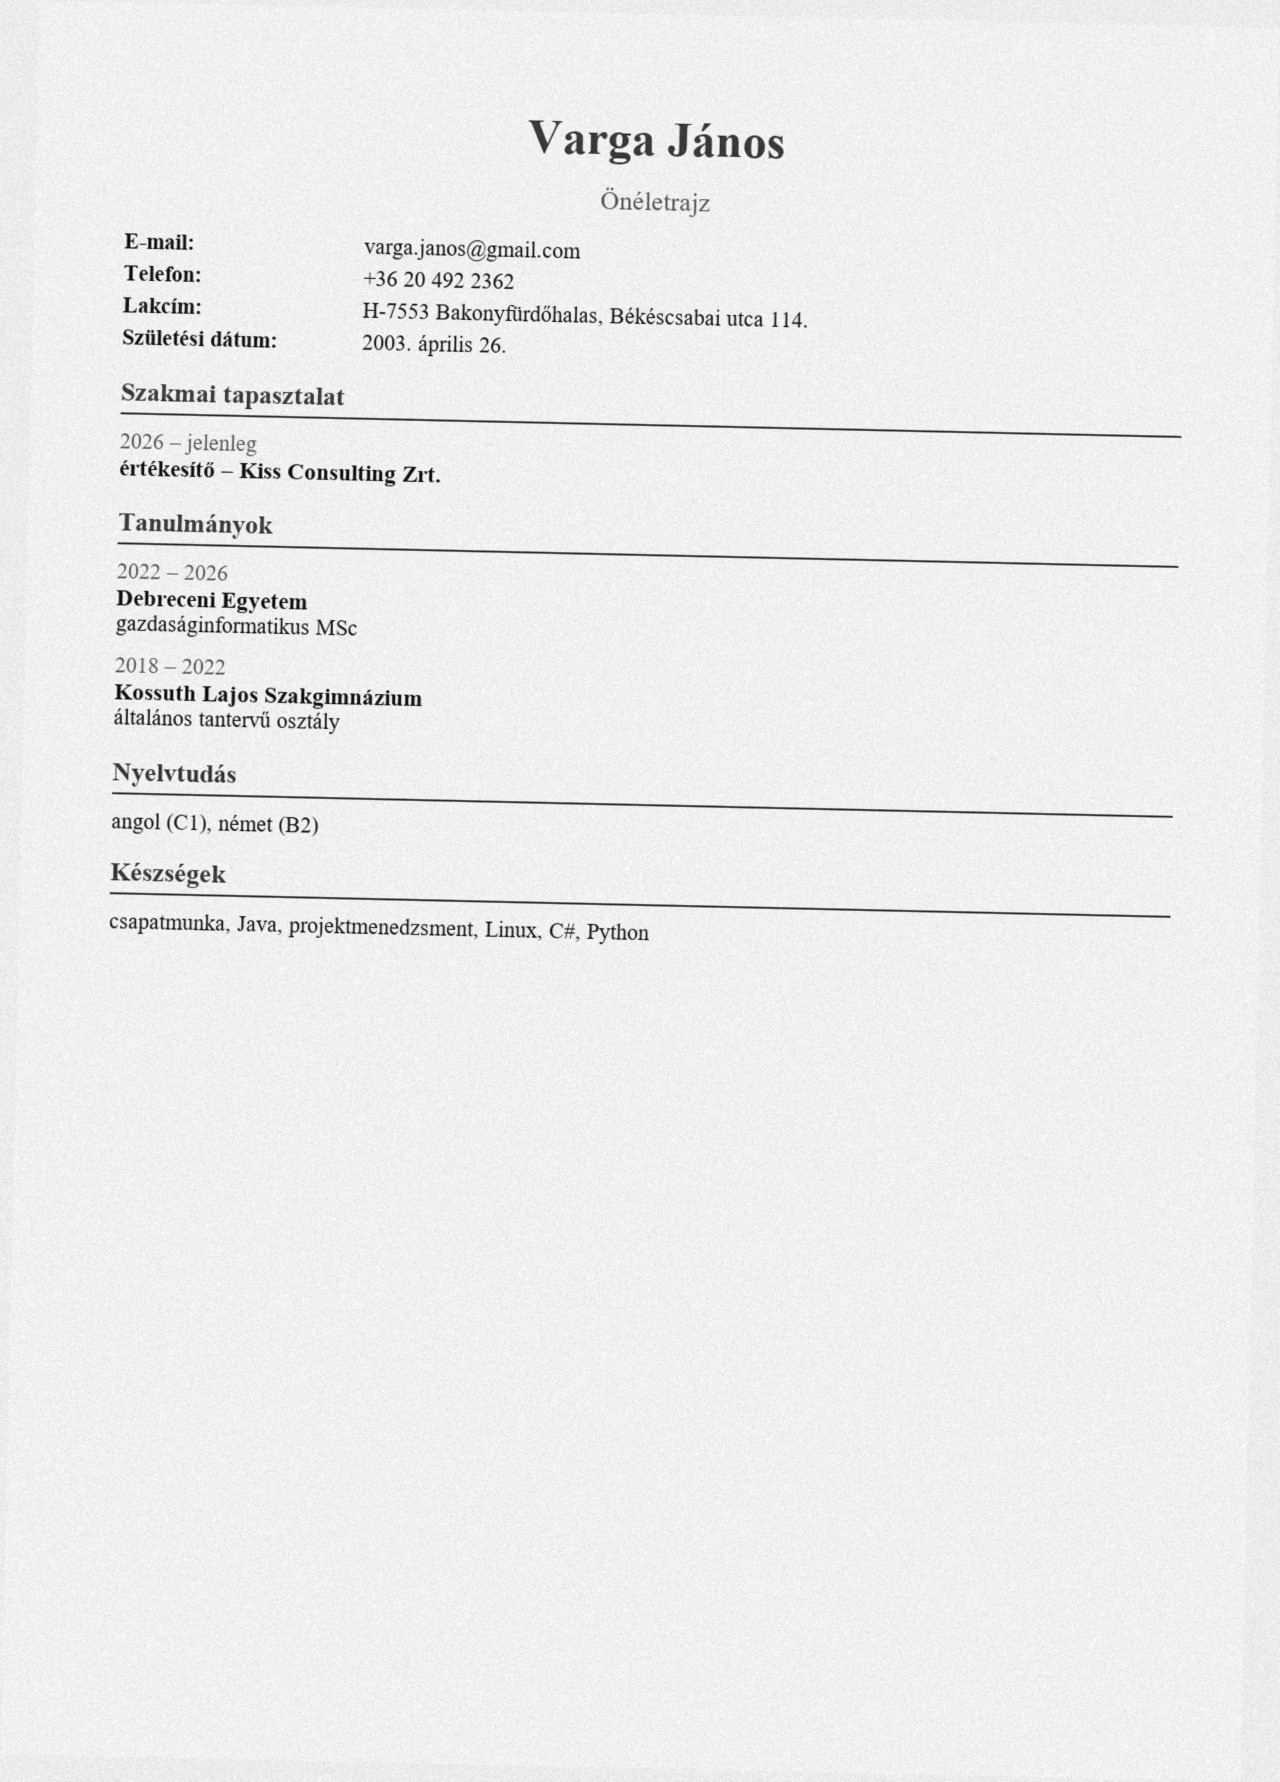 Varga János
Önéletrajz
E-mail: varga.janos@gmail.com
Telefon: +36 20 492 2362
Lakcím: H-7553 Bakonyfürdőhalas, Békéscsabai utca 114.
Születési dátum: 2003. április 26.
Szakmai tapasztalat
2026 – jelenleg
értékesítő – Kiss Consulting Zrt.
Tanulmányok
2022 – 2026
Debreceni Egyetem
gazdaságinformatikus MSc
2018 – 2022
Kossuth Lajos Szakgimnázium
általános tantervű osztály
Nyelvtudás
angol (C1), német (B2)
Készségek
csapatmunka, Java, projektmenedzsment, Linux, C#, Python